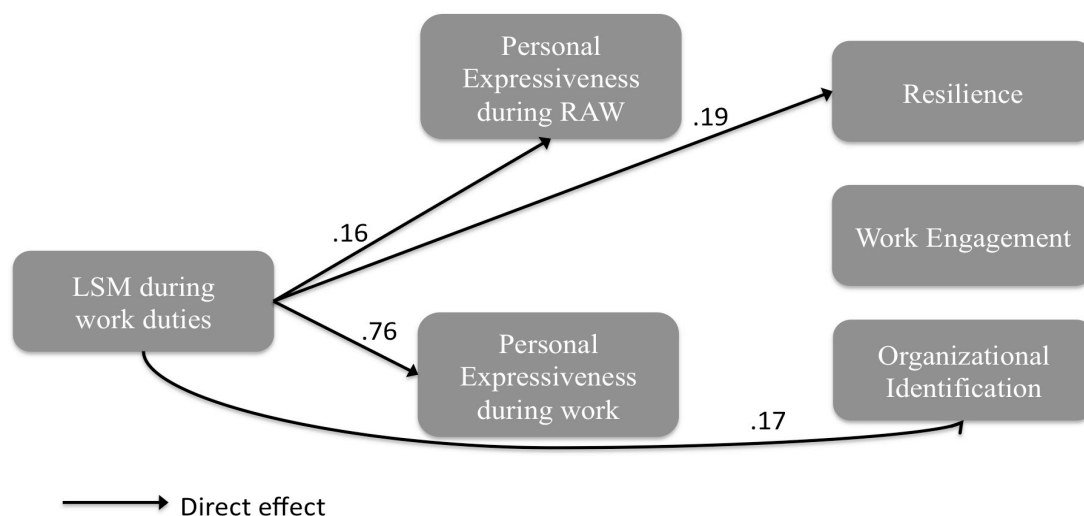 Personal
Expressiveness
during RAW
Resilience
.19
.16
Work Engagement
LSM during
work duties
.76
Personal
Expressiveness
during work
Organizational
Identification
.17
Direct effect